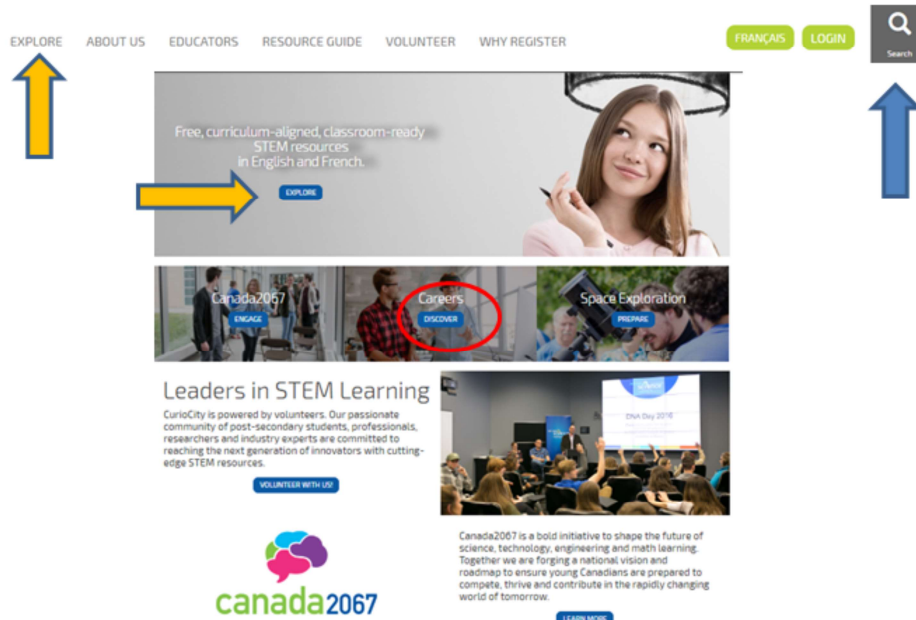 EXPLORE ABOUT US EDUCATORS RESOURCE GUIDE VOLUNTEER WHY REGISTER FRANÇAIS LOGIN
Search
Free, curriculum-aligned, classroom-ready
STEM resources
in English and French.
EXPLORE
Canada2067 Careers Space Exploration
ENGAGE DISCOVER PREPARE
Leaders in STEM Learning
CurioCity is powered by volunteers. Our passionate
community of post-secondary students, professionals,
researchers and industry experts are committed to
reaching the next generation of innovators with cutting-
edge STEM resources.
VOLUNTEER WITH US!
DNA Day 2016
canada2067
Canada2067 is a bold initiative to shape the future of
science, technology, engineering and math learning.
Together we are forging a national vision and
roadmap to ensure young Canadians are prepared to
compete, thrive and contribute in the rapidly changing
world of tomorrow.
LEARN MORE